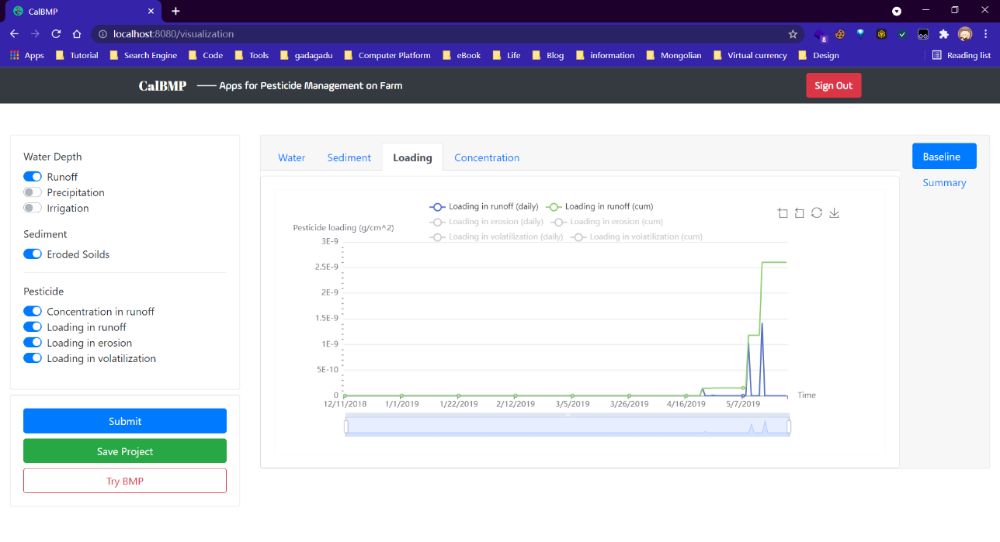 CalBMP
localhost:8080/visualization
8
Apps Tutorial Search Engine Code Tools gadagadu Computer Platform eBook Life Blog information Mongolian Virtual currency Design Reading list
CalBMP —— Apps for Pesticide Management on Farm Sign Out
Water Depth
Runoff
Precipitation
Irrigation
Sediment
Eroded Soilds
Pesticide
Concentration in runoff
Loading in runoff
Loading in erosion
Loading in volatilization
Submit
Save Project
Try BMP
Water Sediment Loading Concentration
Baseline
Summary
Loading in runoff (daily) Loading in runoff (cum)
Loading in erosion (daily) Loading in erosion (cum)
Loading in volatilization (daily) Loading in volatilization (cum)
Pesticide loading (g/cm^2)
3E-9
2.5E-9
2E-9
1.5E-9
1E-9
5E-10
0
12/11/2018 1/1/2019 1/22/2019 2/12/2019 3/5/2019 3/26/2019 4/16/2019 5/7/2019
Time